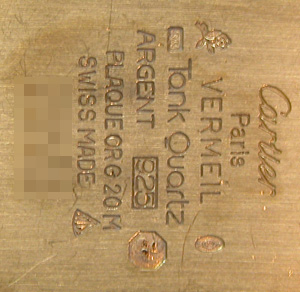 Cartier
Paris
VERMEIL
Tank Quartz
ARGENT 925
PLAQUE OR G 20 M
SWISS MADE